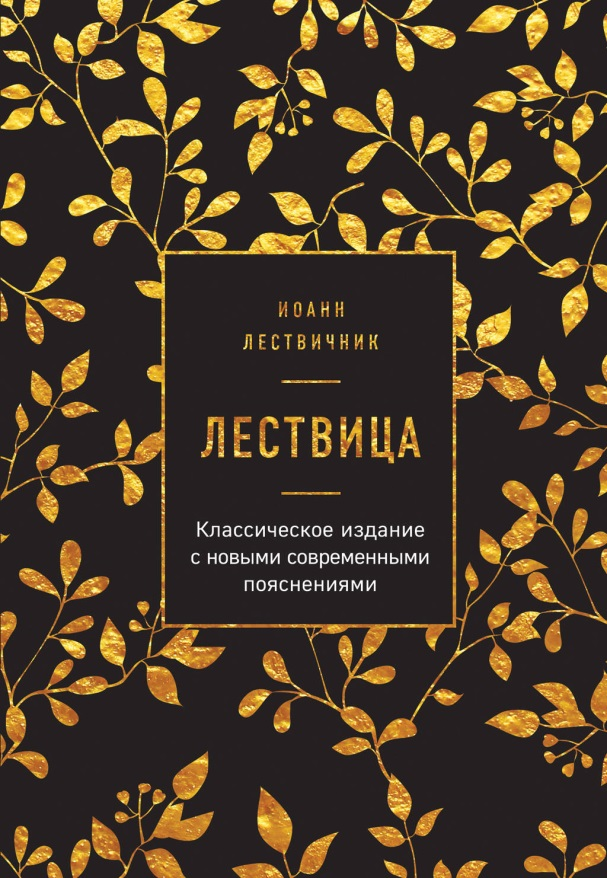 ИОАНН
ЛЕСТВИЧНИК
ЛЕСТВИЦА
Классическое издание
с новыми современными
пояснениями